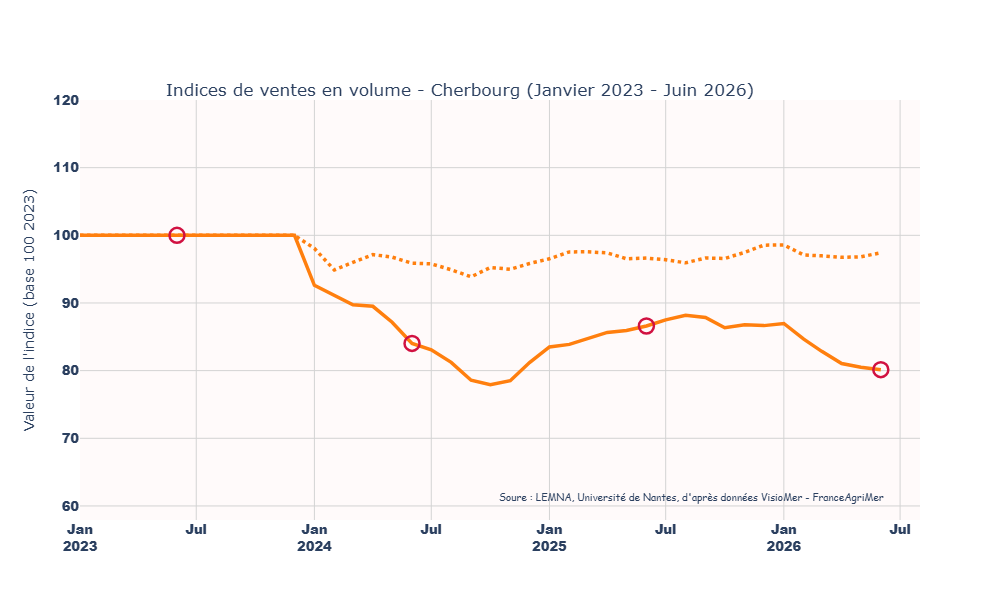 Indices de ventes en volume - Cherbourg (Janvier 2023 - Juin 2026)
Valeur de l'indice (base 100 2023)
120
110
100
90
80
70
60
Soure : LEMNA, Université de Nantes, d'après données VisioMer - FranceAgriMer
Jan Jul Jan Jul Jan Jul Jan Jul
2023 2024 2025 2026